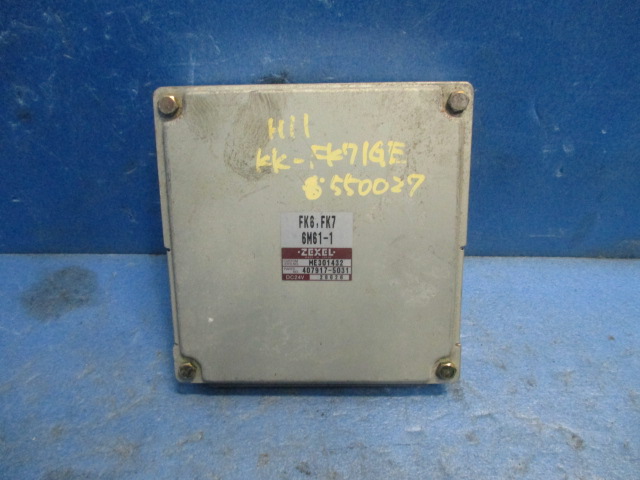 H11
KK-FK71GE
550027
FK6, FK7
6M61-1
·ZEXEL·
ME301432
407917-5031
DC24V